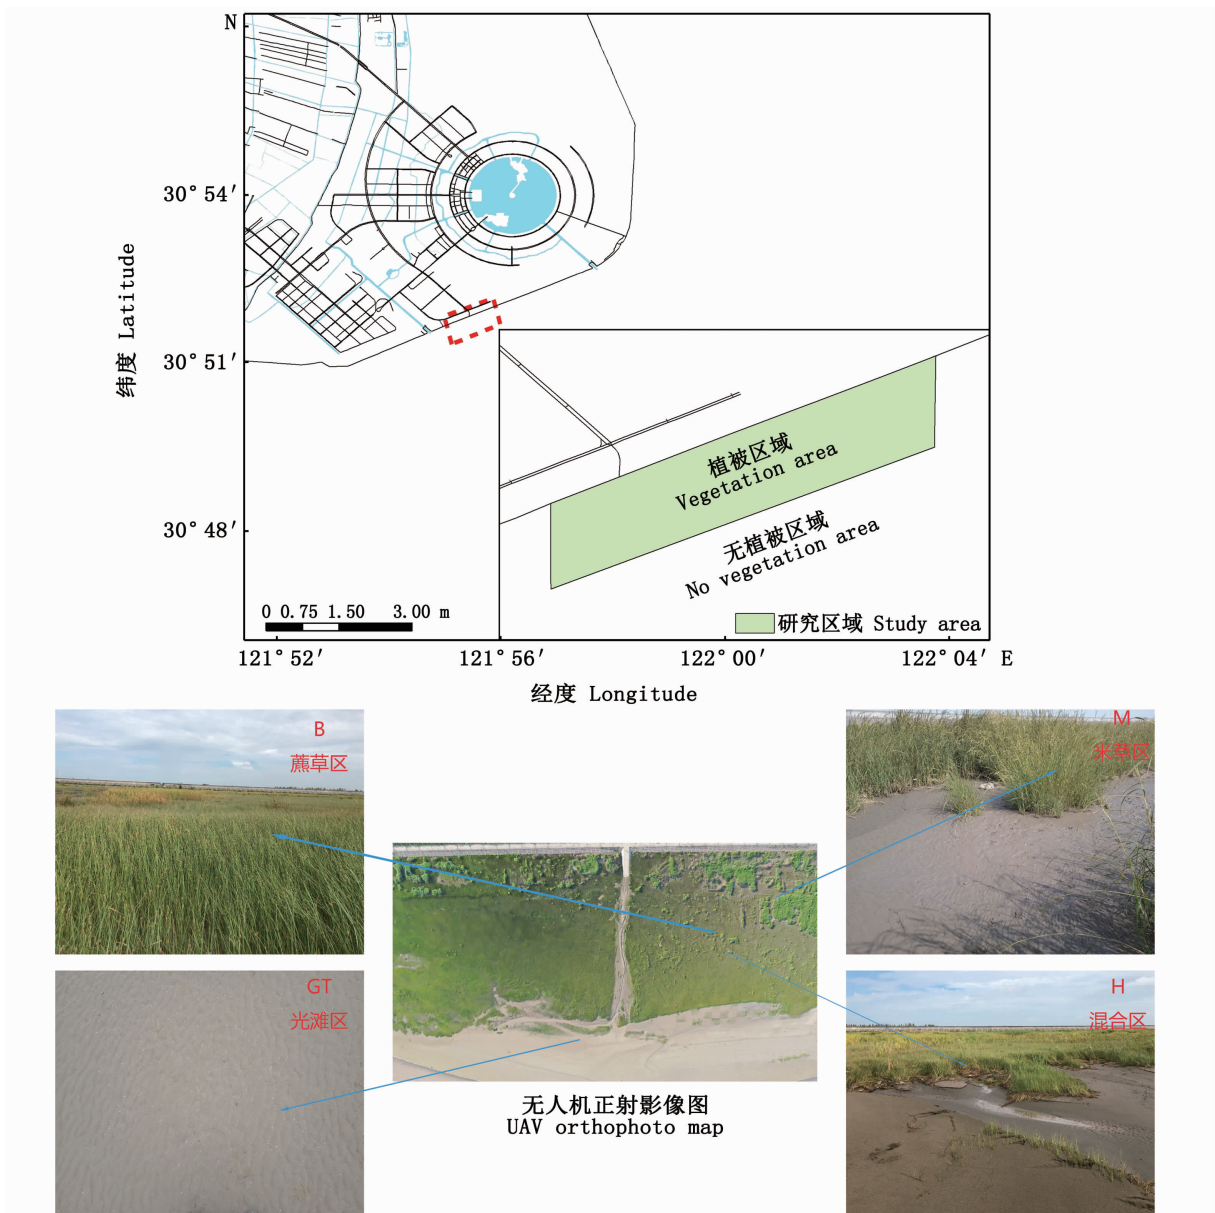 N
30° 54′
30° 51′
30° 48′
纬度 Latitude
植被区域
Vegetation area
无植被区域
No vegetation area
0 0.75 1.50 3.00 m
研究区域 Study area
121° 52′ 121° 56′ 122° 00′ 122° 04′ E
经度 Longitude
B
藨草区
M
米草区
GT
光滩区
H
混合区
无人机正射影像图
UAV orthophoto map